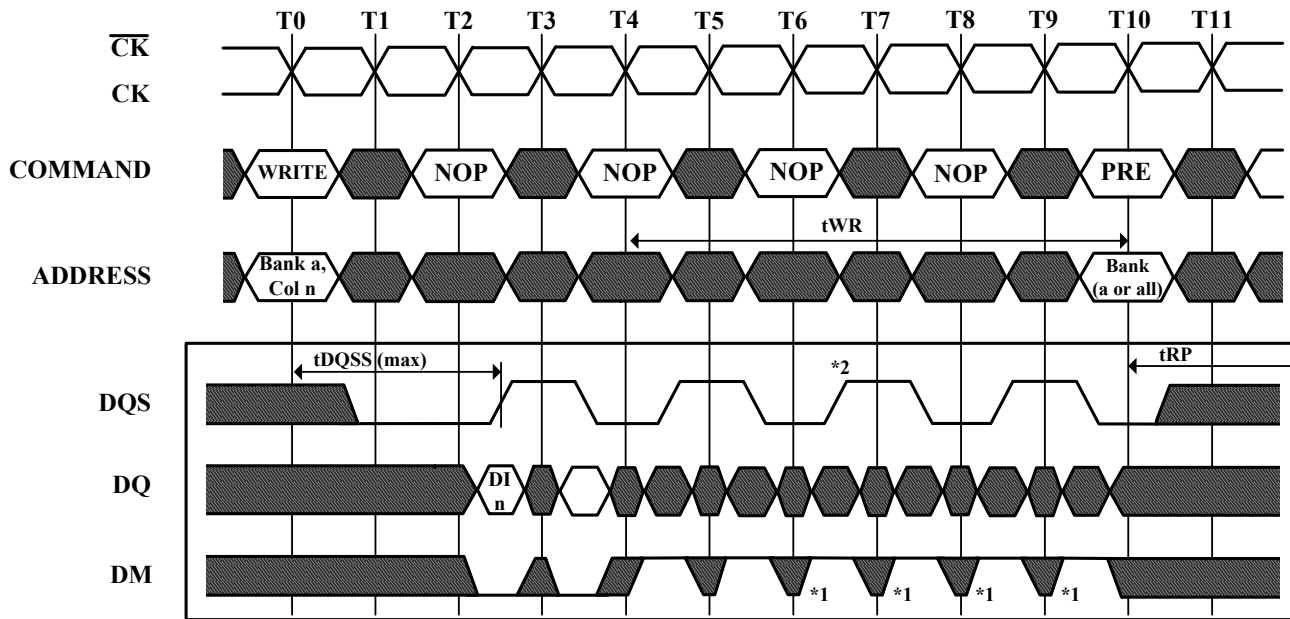 T0 T1 T2 T3 T4 T5 T6 T7 T8 T9 T10 T11
CK
CK
COMMAND WRITE NOP NOP NOP NOP PRE
tWR
ADDRESS Bank a, Col n Bank (a or all)
tDQSS (max) *2 tRP
DQS
DQ DI n
DM *1 *1 *1 *1